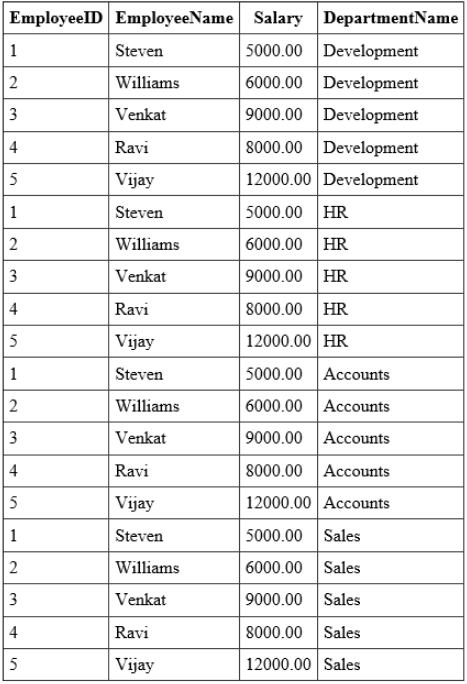 EmployeeID EmployeeName Salary DepartmentName
1 Steven 5000.00 Development
2 Williams 6000.00 Development
3 Venkat 9000.00 Development
4 Ravi 8000.00 Development
5 Vijay 12000.00 Development
1 Steven 5000.00 HR
2 Williams 6000.00 HR
3 Venkat 9000.00 HR
4 Ravi 8000.00 HR
5 Vijay 12000.00 HR
1 Steven 5000.00 Accounts
2 Williams 6000.00 Accounts
3 Venkat 9000.00 Accounts
4 Ravi 8000.00 Accounts
5 Vijay 12000.00 Accounts
1 Steven 5000.00 Sales
2 Williams 6000.00 Sales
3 Venkat 9000.00 Sales
4 Ravi 8000.00 Sales
5 Vijay 12000.00 Sales